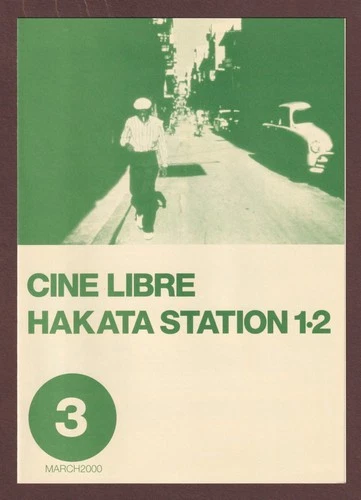 CINE LIBRE
HAKATA STATION 1·2
3
MARCH2000